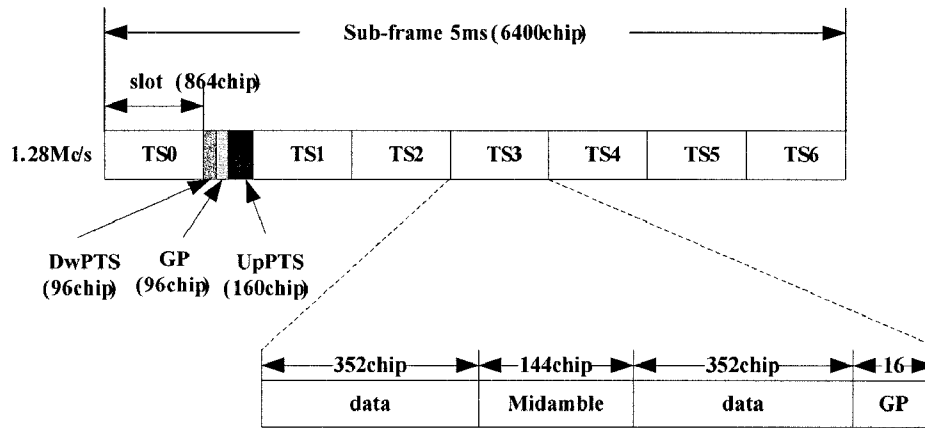 Sub-frame 5ms(6400chip)
slot (864chip)
1.28Mc/s
TS0 TS1 TS2 TS3 TS4 TS5 TS6
DwPTS GP UpPTS
(96chip) (96chip) (160chip)
352chip 144chip 352chip 16
data Midamble data GP